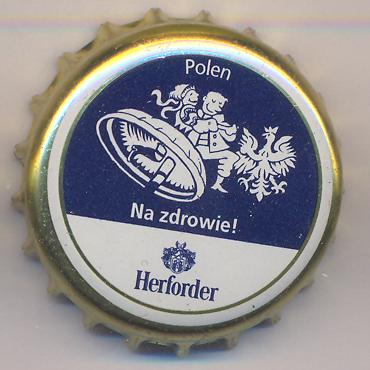 Polen
Na zdrowie!
Herforder